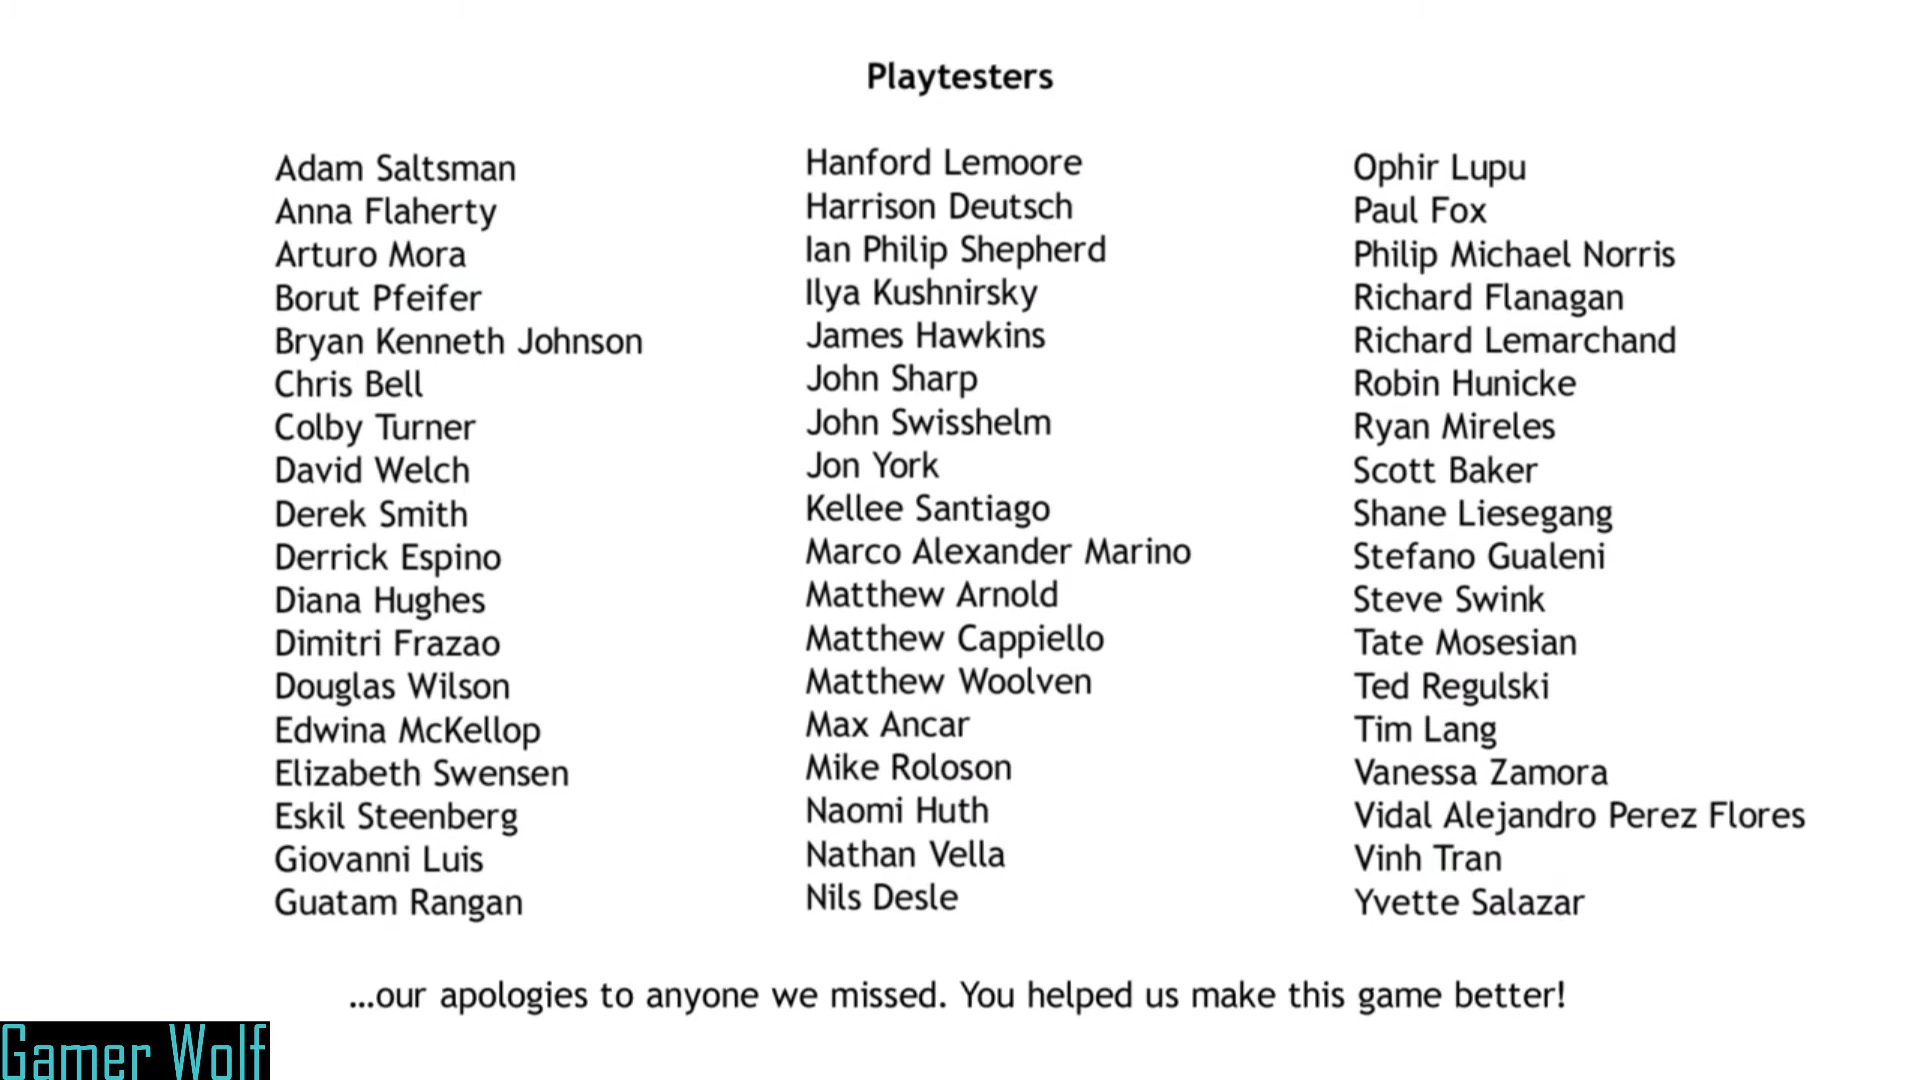 Playtesters
Adam Saltsman
Anna Flaherty
Arturo Mora
Borut Pfeifer
Bryan Kenneth Johnson
Chris Bell
Colby Turner
David Welch
Derek Smith
Derrick Espino
Diana Hughes
Dimitri Frazao
Douglas Wilson
Edwina McKellop
Elizabeth Swensen
Eskil Steenberg
Giovanni Luis
Guatam Rangan
Hanford Lemoore
Harrison Deutsch
Ian Philip Shepherd
Ilya Kushnirsky
James Hawkins
John Sharp
John Swisshelm
Jon York
Kellee Santiago
Marco Alexander Marino
Matthew Arnold
Matthew Cappiello
Matthew Woolven
Max Ancar
Mike Roloson
Naomi Huth
Nathan Vella
Nils Desle
Ophir Lupu
Paul Fox
Philip Michael Norris
Richard Flanagan
Richard Lemarchand
Robin Hunicke
Ryan Mireles
Scott Baker
Shane Liesegang
Stefano Gualeni
Steve Swink
Tate Mosesian
Ted Regulski
Tim Lang
Vanessa Zamora
Vidal Alejandro Perez Flores
Vinh Tran
Yvette Salazar
...our apologies to anyone we missed. You helped us make this game better!
Gamer Wolf